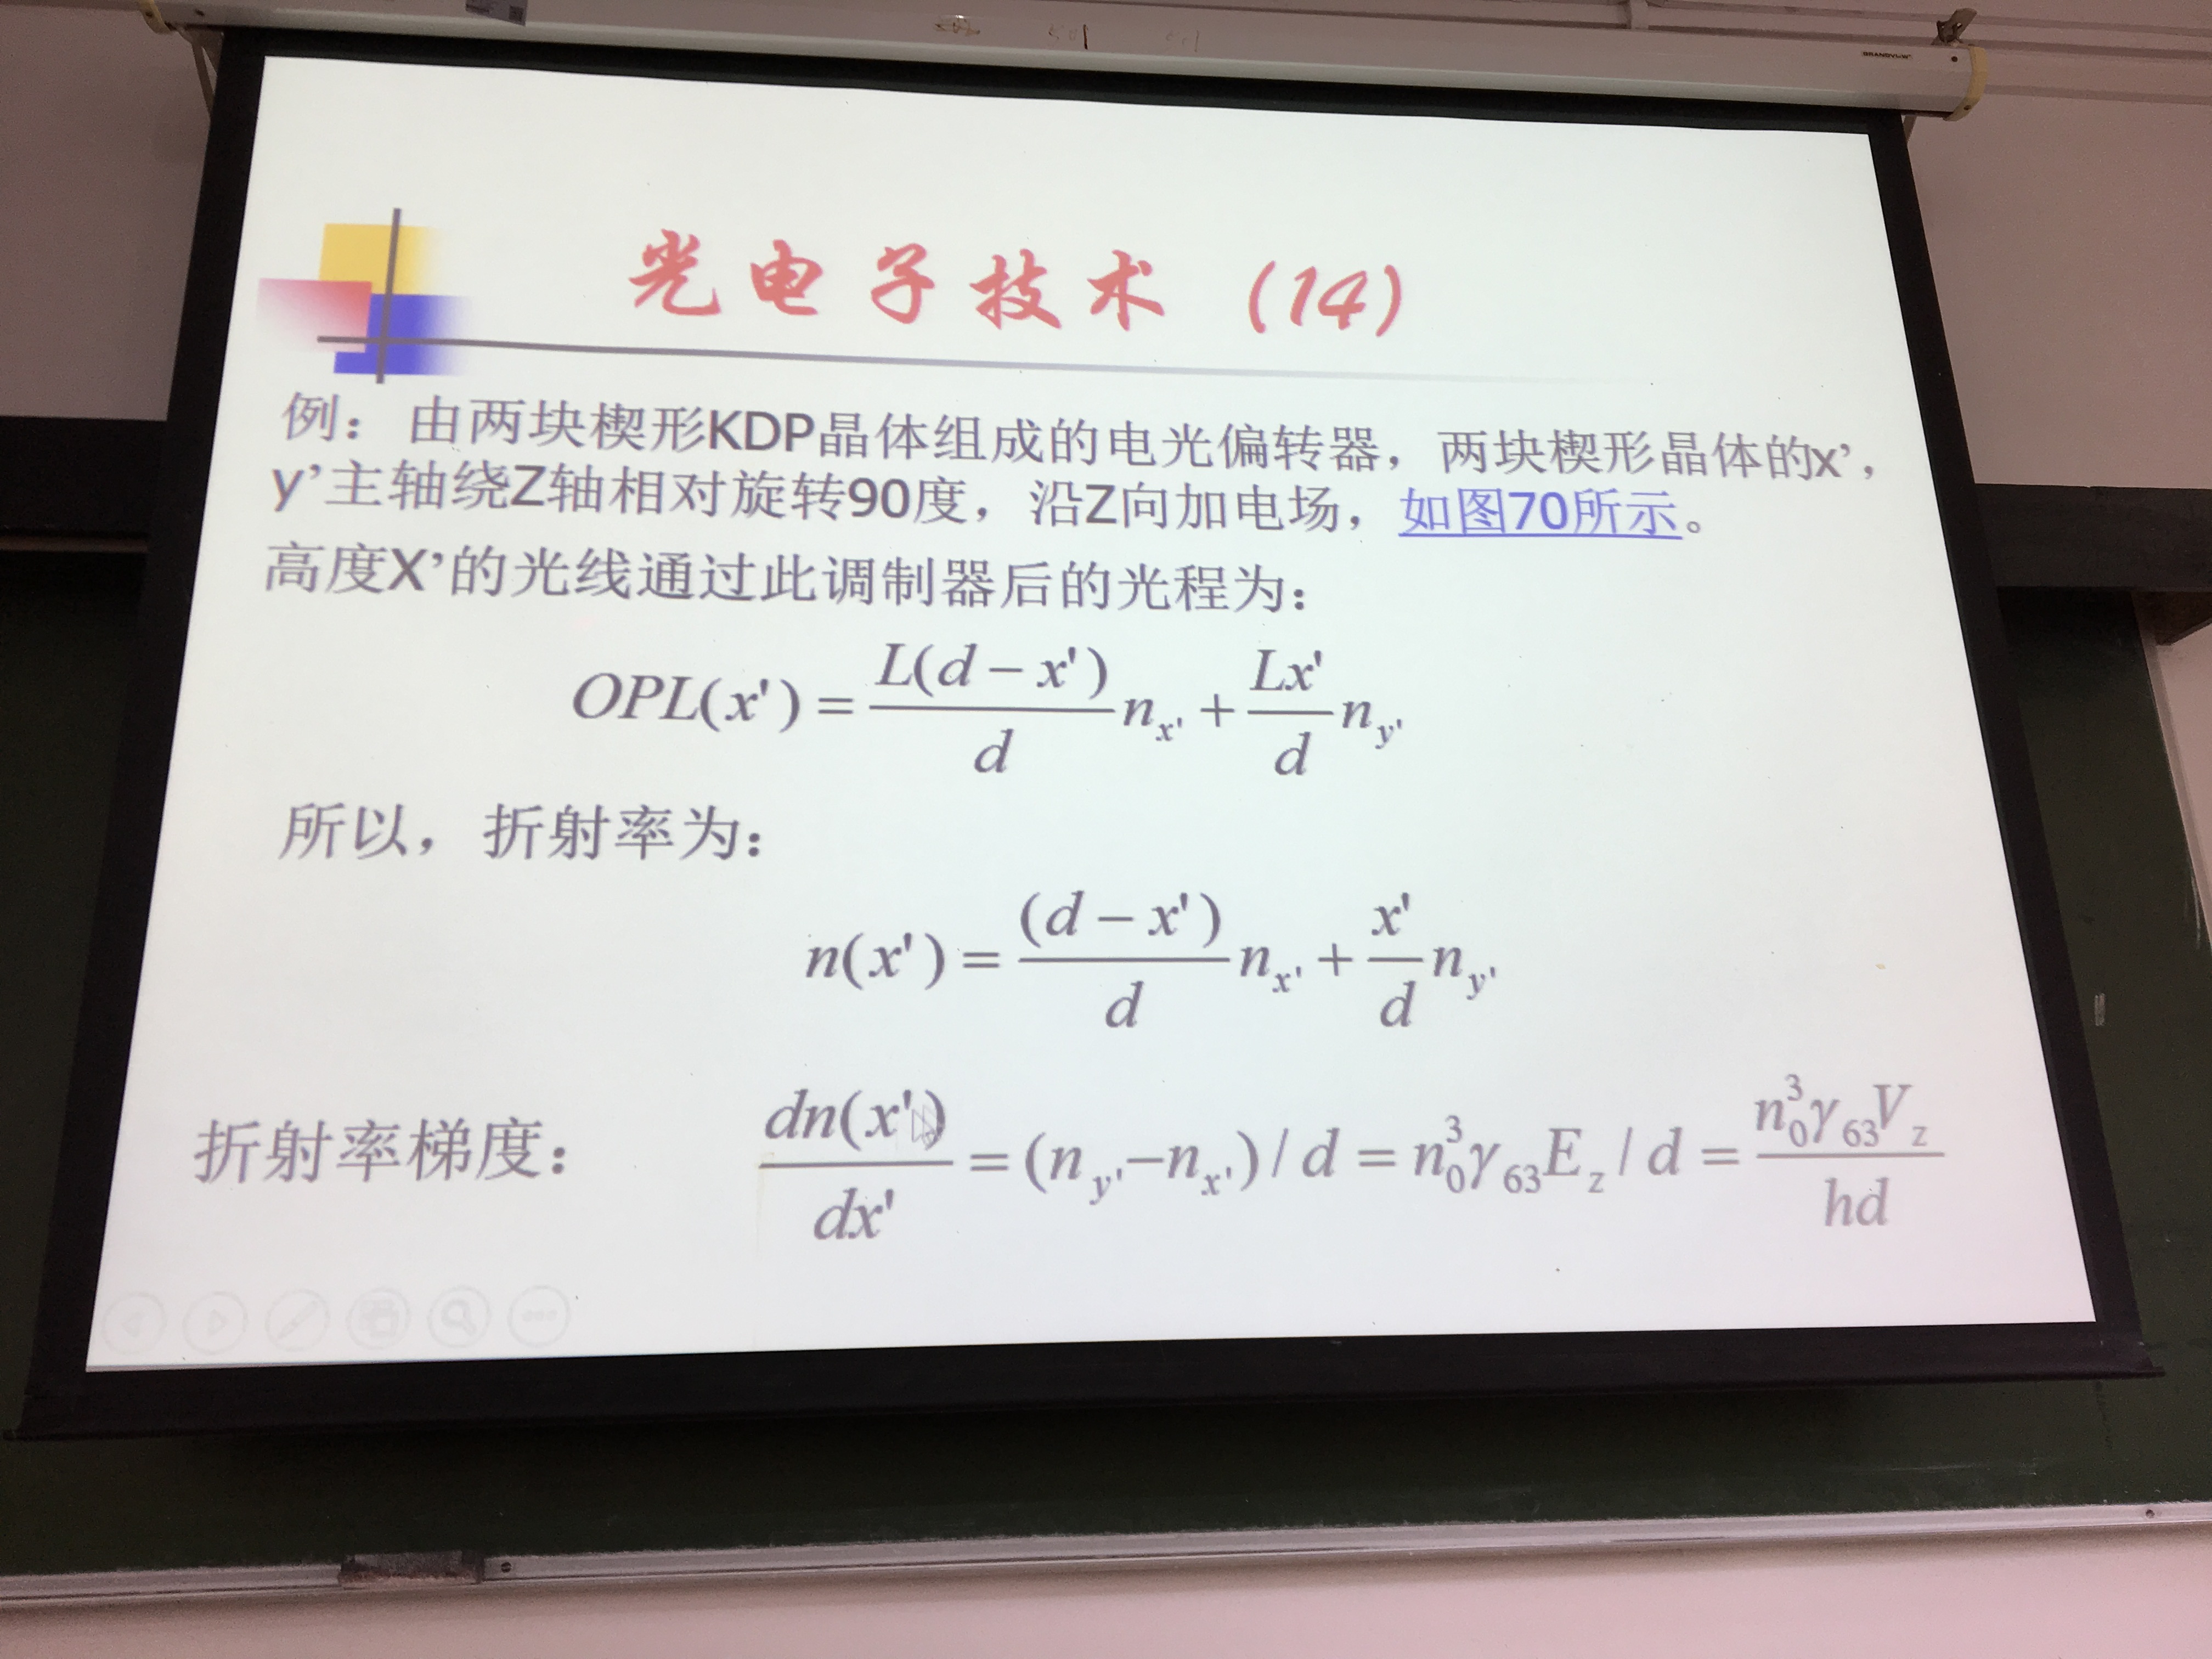 BRANDVIEW
光电子技术（14）
例：由两块楔形KDP晶体组成的电光偏转器，两块楔形晶体的x’，
y’主轴绕Z轴相对旋转90度，沿Z向加电场，如图70所示。
高度X’的光线通过此调制器后的光程为：
OPL(x') = \frac{L(d-x')}{d} n_{x'} + \frac{Lx'}{d} n_{y'}
所以，折射率为：
n(x') = \frac{(d-x')}{d} n_{x'} + \frac{x'}{d} n_{y'}
折射率梯度： \frac{dn(x')}{dx'} = (n_{y'} - n_{x'}) / d = n_0^3 γ_{63} E_z / d = \frac{n_0^3 γ_{63} V_z}{hd}